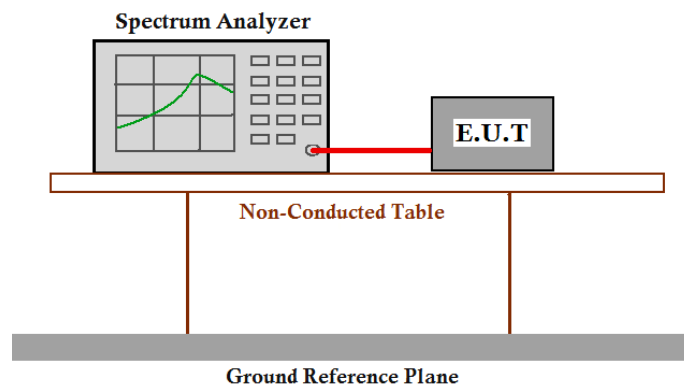 Spectrum Analyzer
E.U.T
Non-Conducted Table
Ground Reference Plane